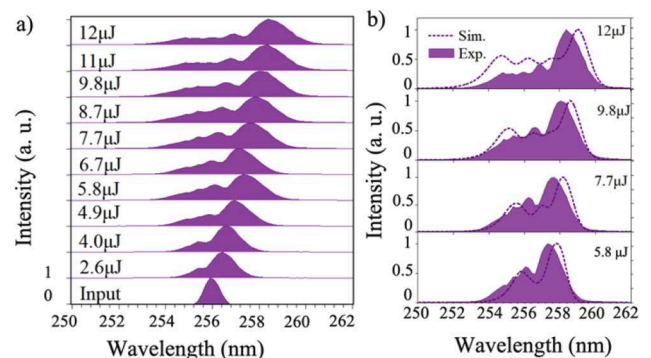 a)
12μJ
11μJ
9.8μJ
8.7μJ
7.7μJ
6.7μJ
5.8μJ
4.9μJ
4.0μJ
2.6μJ
Input
1
0
Intensity (a. u.)
250 252 254 256 258 260 262
Wavelength (nm)
b)
Sim.
Exp.
12μJ
1
0.5
0
9.8μJ
1
0.5
0
7.7μJ
1
0.5
0
5.8 μJ
1
0.5
0
Intensity (a. u.)
250 252 254 256 258 260 262
Wavelength (nm)